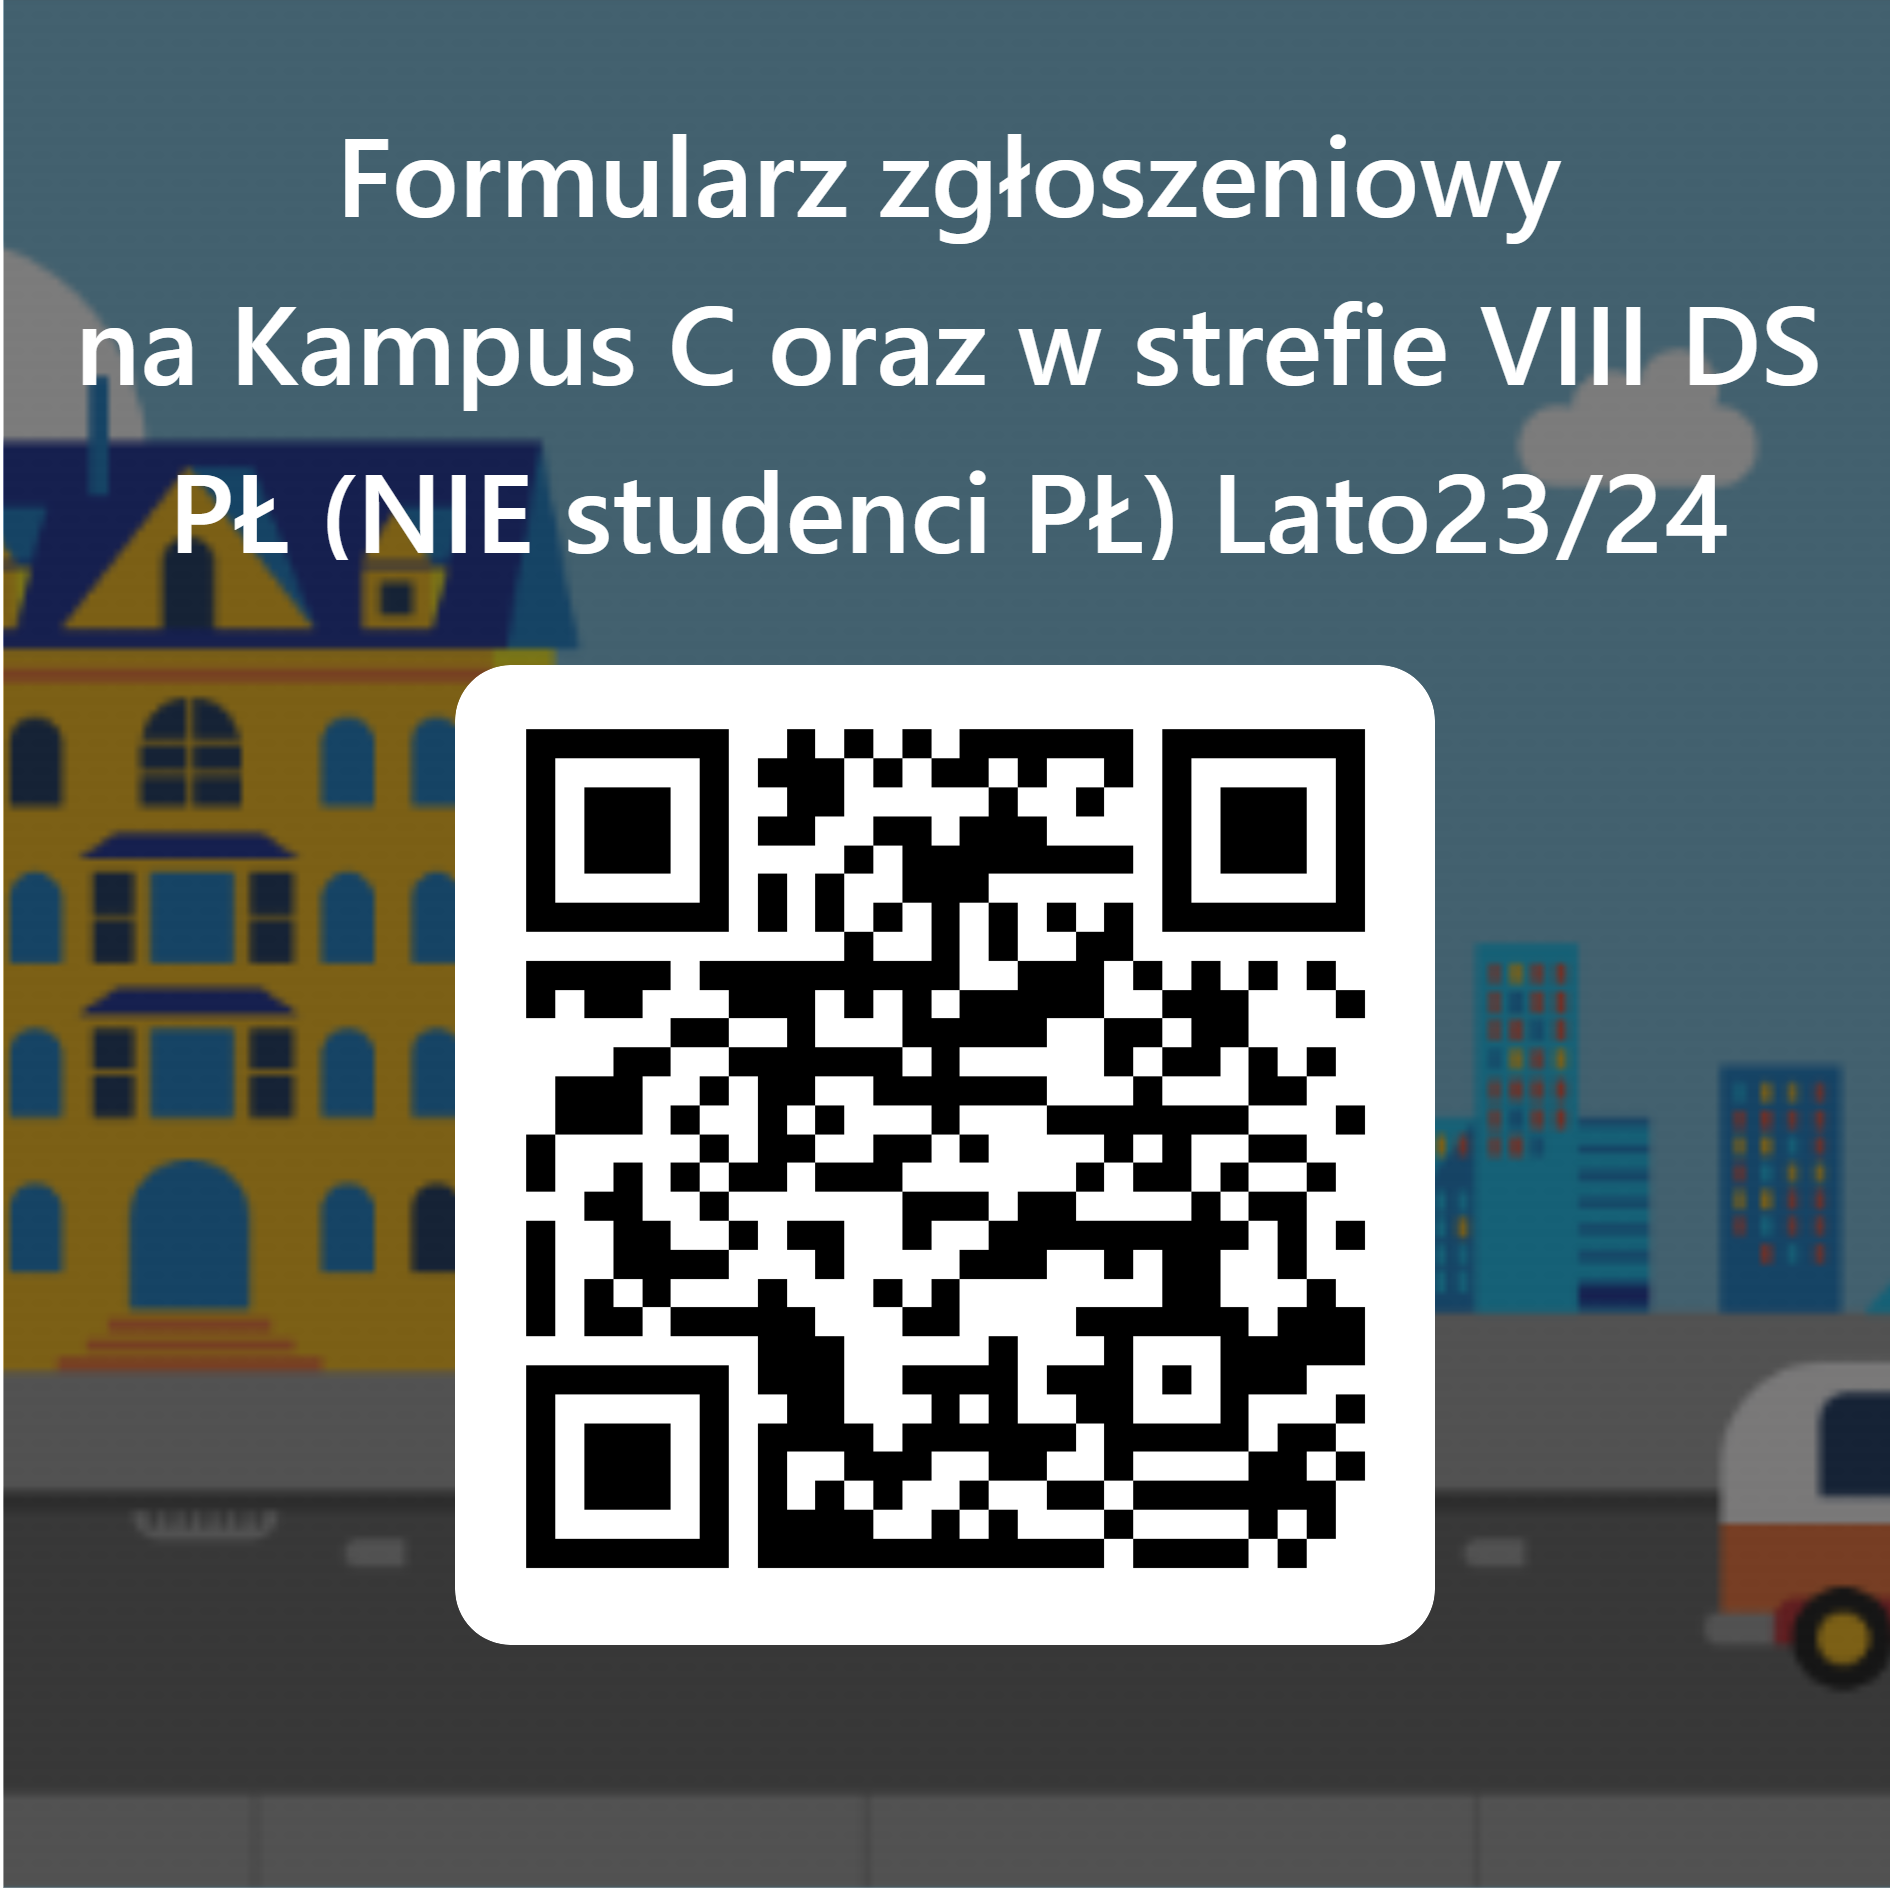 Formularz zgłoszeniowy
na Kampus C oraz w strefie VIII DS
PŁ (NIE studenci PŁ) Lato23/24